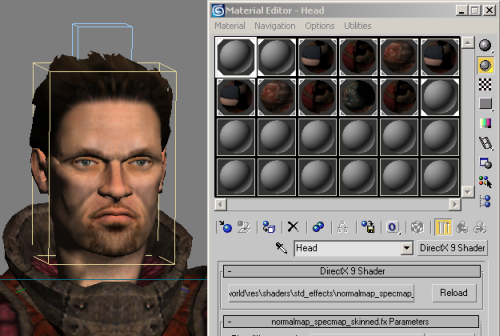 Material Editor - Head
Material Navigation Options Utilities
Head DirectX 9 Shader
- DirectX 9 Shader
world\res\shaders\std_effects\normalmap_specmap_ Reload
- normalmap_specmap_skinned.fx Parameters